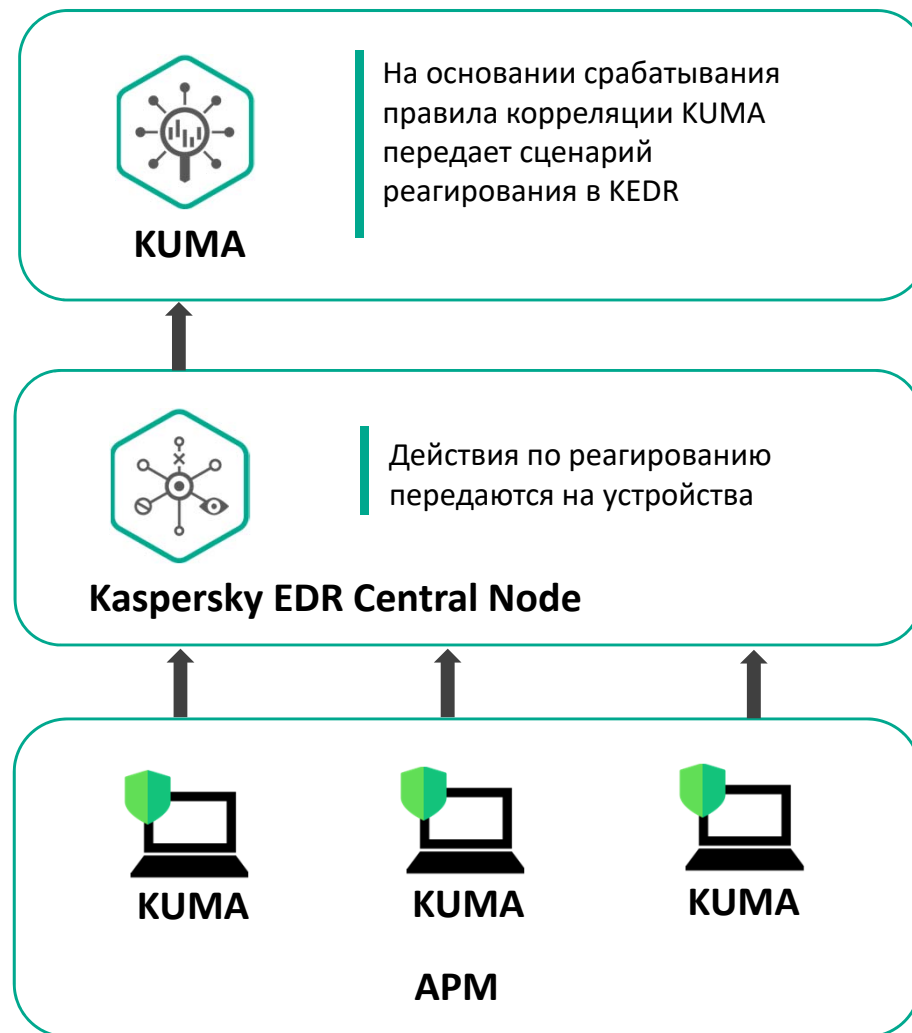 На основании срабатывания
правила корреляции KUMA
передает сценарий
реагирования в KEDR
KUMA
Действия по реагированию
передаются на устройства
Kaspersky EDR Central Node
KUMA
KUMA
KUMA
АРМ